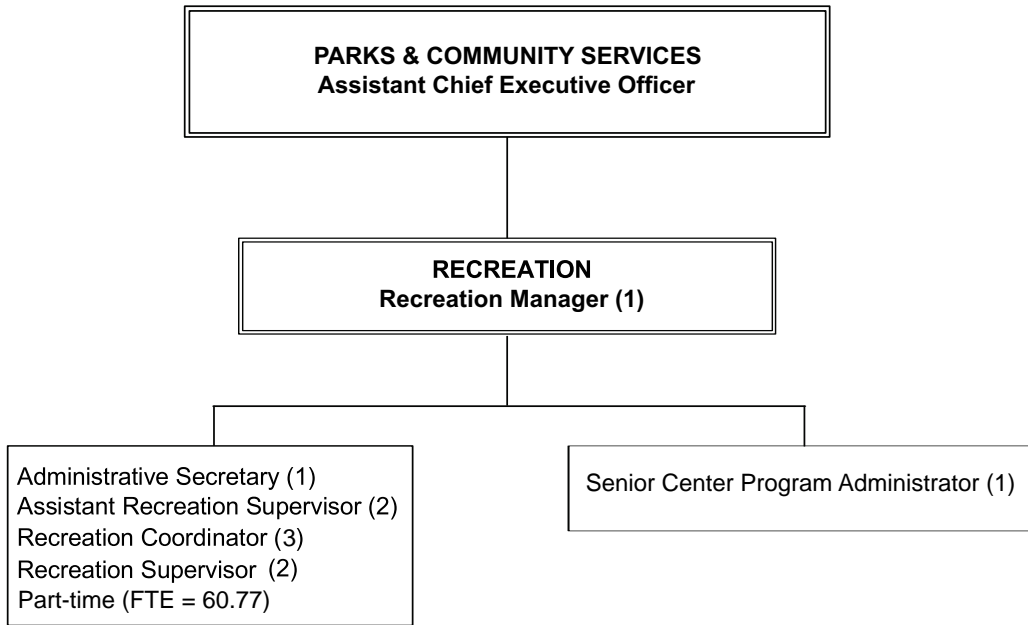 PARKS & COMMUNITY SERVICES
Assistant Chief Executive Officer
RECREATION
Recreation Manager (1)
Administrative Secretary (1)
Assistant Recreation Supervisor (2)
Recreation Coordinator (3)
Recreation Supervisor (2)
Part-time (FTE = 60.77)
Senior Center Program Administrator (1)